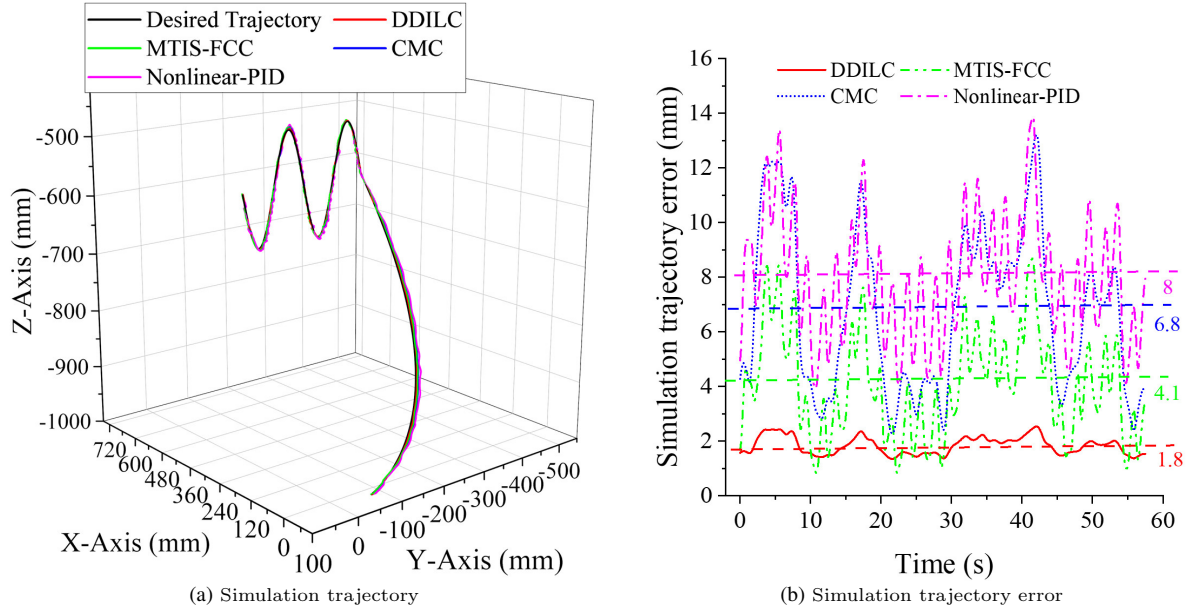 Desired Trajectory DDILC
MTIS-FCC CMC
Nonlinear-PID
Z-Axis (mm)
-500
-600
-700
-800
-900
-1000
720
600
480
360
240
120
0
X-Axis (mm)
100
0
-100
-200
-300
-400
-500
Y-Axis (mm)
(a) Simulation trajectory
Simulation trajectory error (mm)
16
14
12
10
8
6
4
2
0
DDILC MTIS-FCC
CMC Nonlinear-PID
8
6.8
4.1
1.8
0 10 20 30 40 50 60
Time (s)
(b) Simulation trajectory error